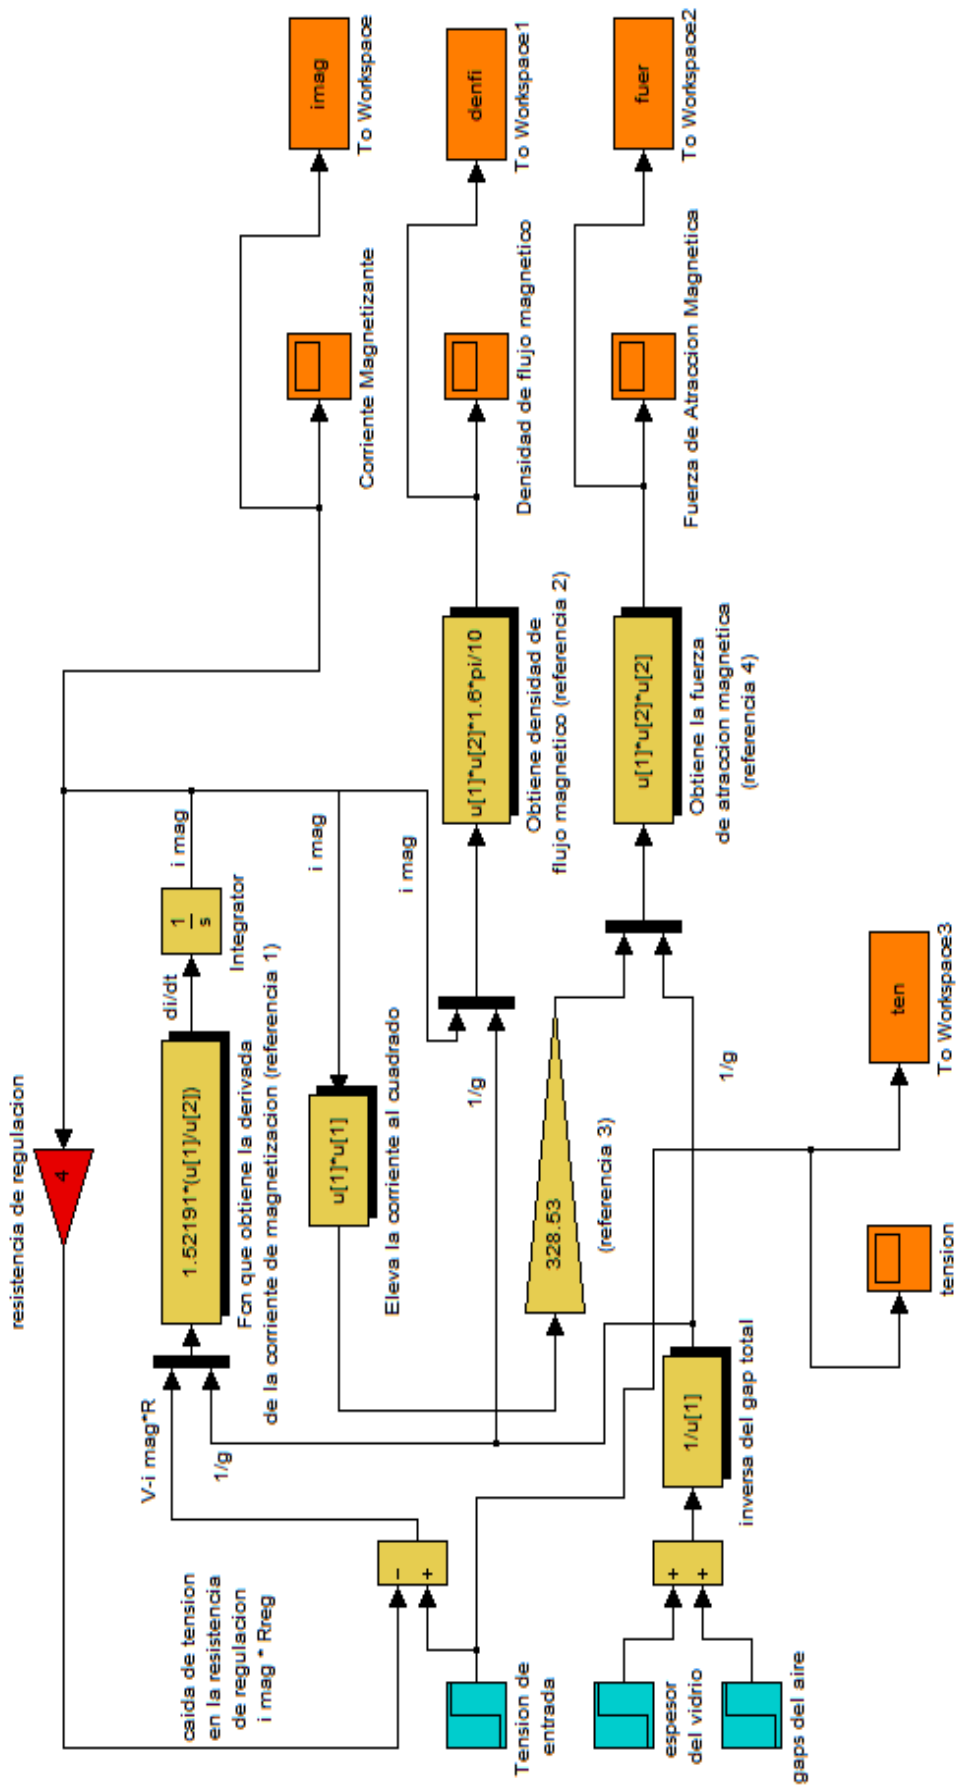 resistencia de regulacion
4
caida de tension
en la resistencia
de regulacion
i mag * Rreg
V-i mag*R
1/g
1.52191*(u[1]/u[2])
Fcn que obtiene la derivada
de la corriente de magnetizacion (referencia 1)
di/dt
1
s
Integrator
i mag
imag
To Workspace
Corriente Magnetizante
u[1]*u[1]
Eleva la corriente al cuadrado
i mag
i mag
1/g
u[1]*u[2]*1.6*pi/10
Obtiene densidad de
flujo magnetico (referencia 2)
Densidad de flujo magnetico
denfi
To Workspace1
−
+
Tension de
entrada
328.53
(referencia 3)
u[1]*u[2]*u[2]
Obtiene la fuerza
de atraccion magnetica
(referencia 4)
Fuerza de Atraccion Magnetica
fuer
To Workspace2
espesor
del vidrio
gaps del aire
+
+
1/u[1]
inversa del gap total
1/g
tension
ten
To Workspace3